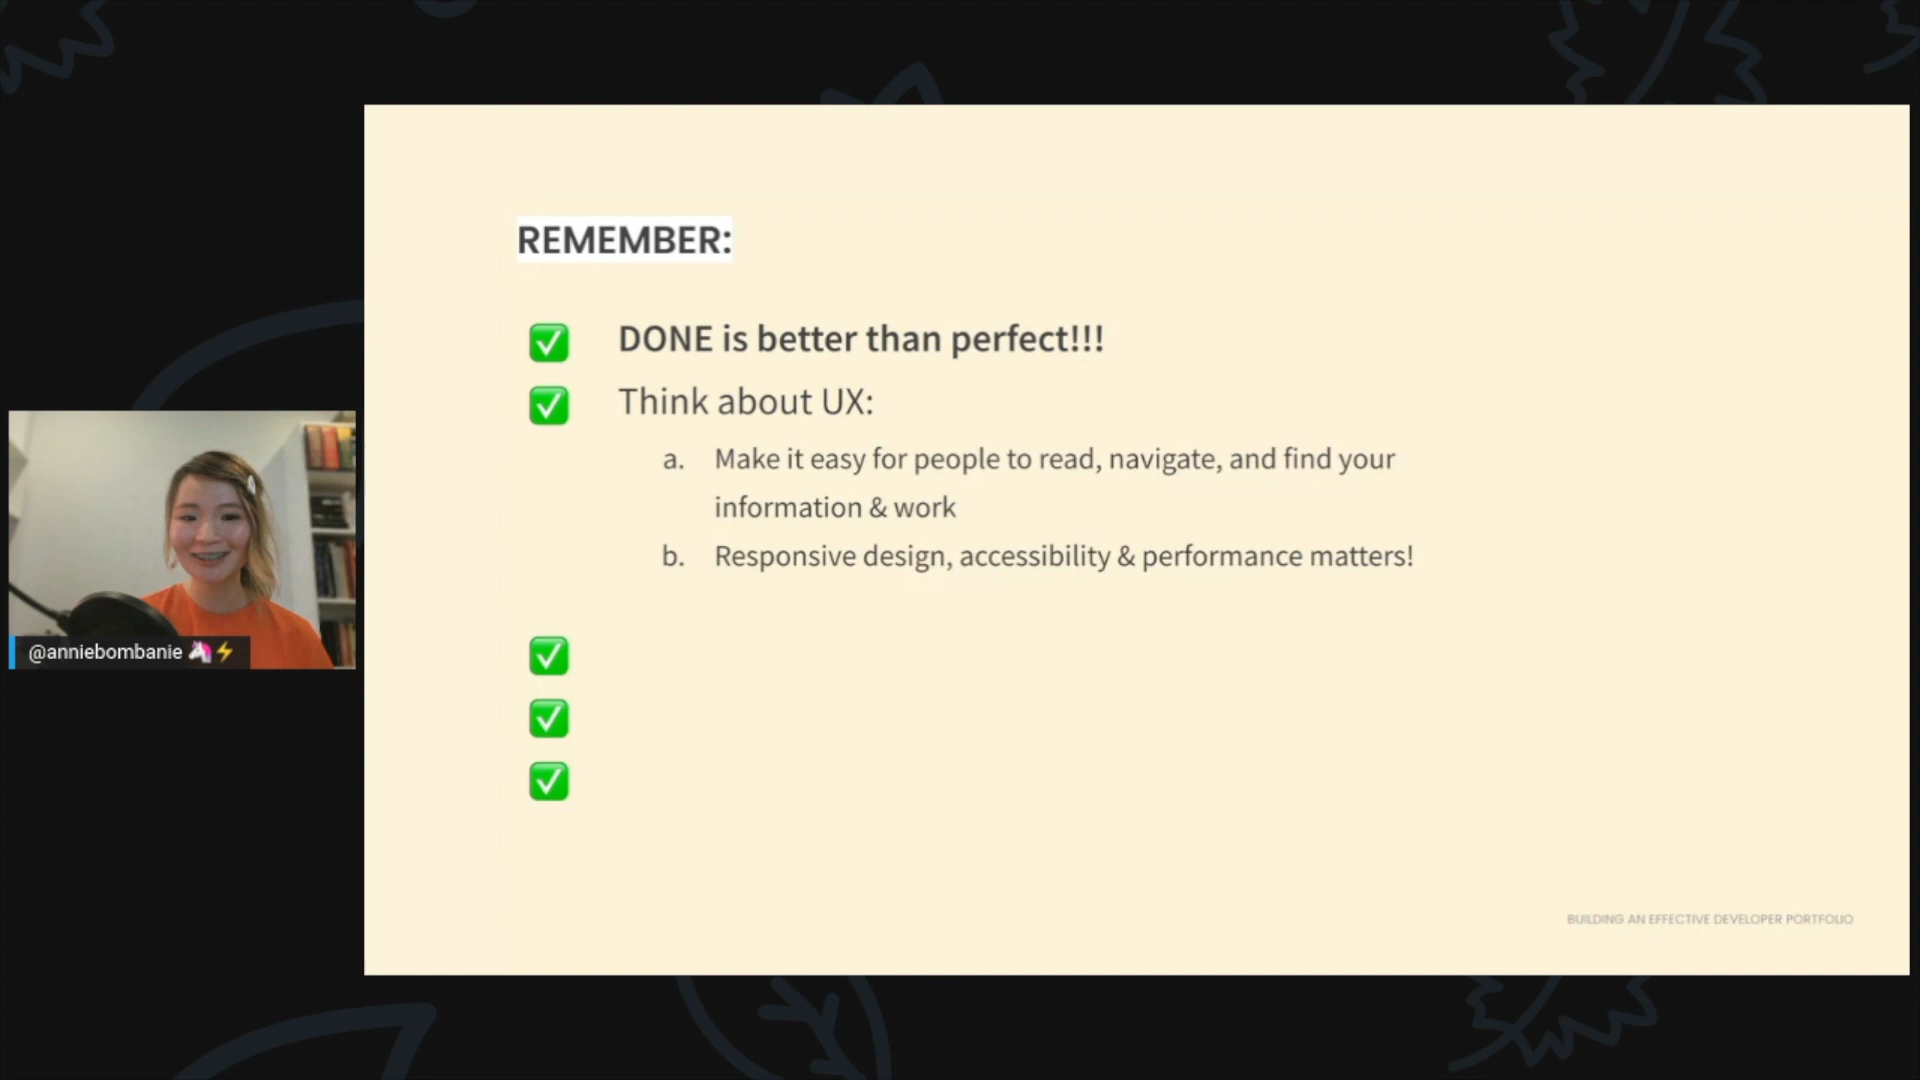 REMEMBER:
✅ DONE is better than perfect!!!
✅ Think about UX:
a. Make it easy for people to read, navigate, and find your
information & work
b. Responsive design, accessibility & performance matters!
✅
✅
✅
@anniebombanie 🦄⚡
BUILDING AN EFFECTIVE DEVELOPER PORTFOLIO